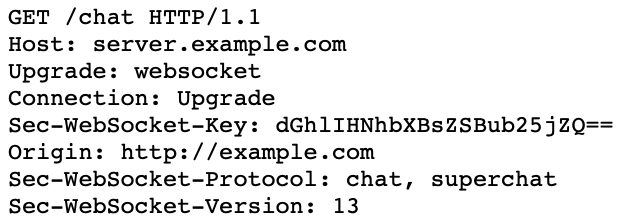 GET /chat HTTP/1.1
Host: server.example.com
Upgrade: websocket
Connection: Upgrade
Sec-WebSocket-Key: dGhlIHNhbXBsZSBub25jZQ==
Origin: http://example.com
Sec-WebSocket-Protocol: chat, superchat
Sec-WebSocket-Version: 13